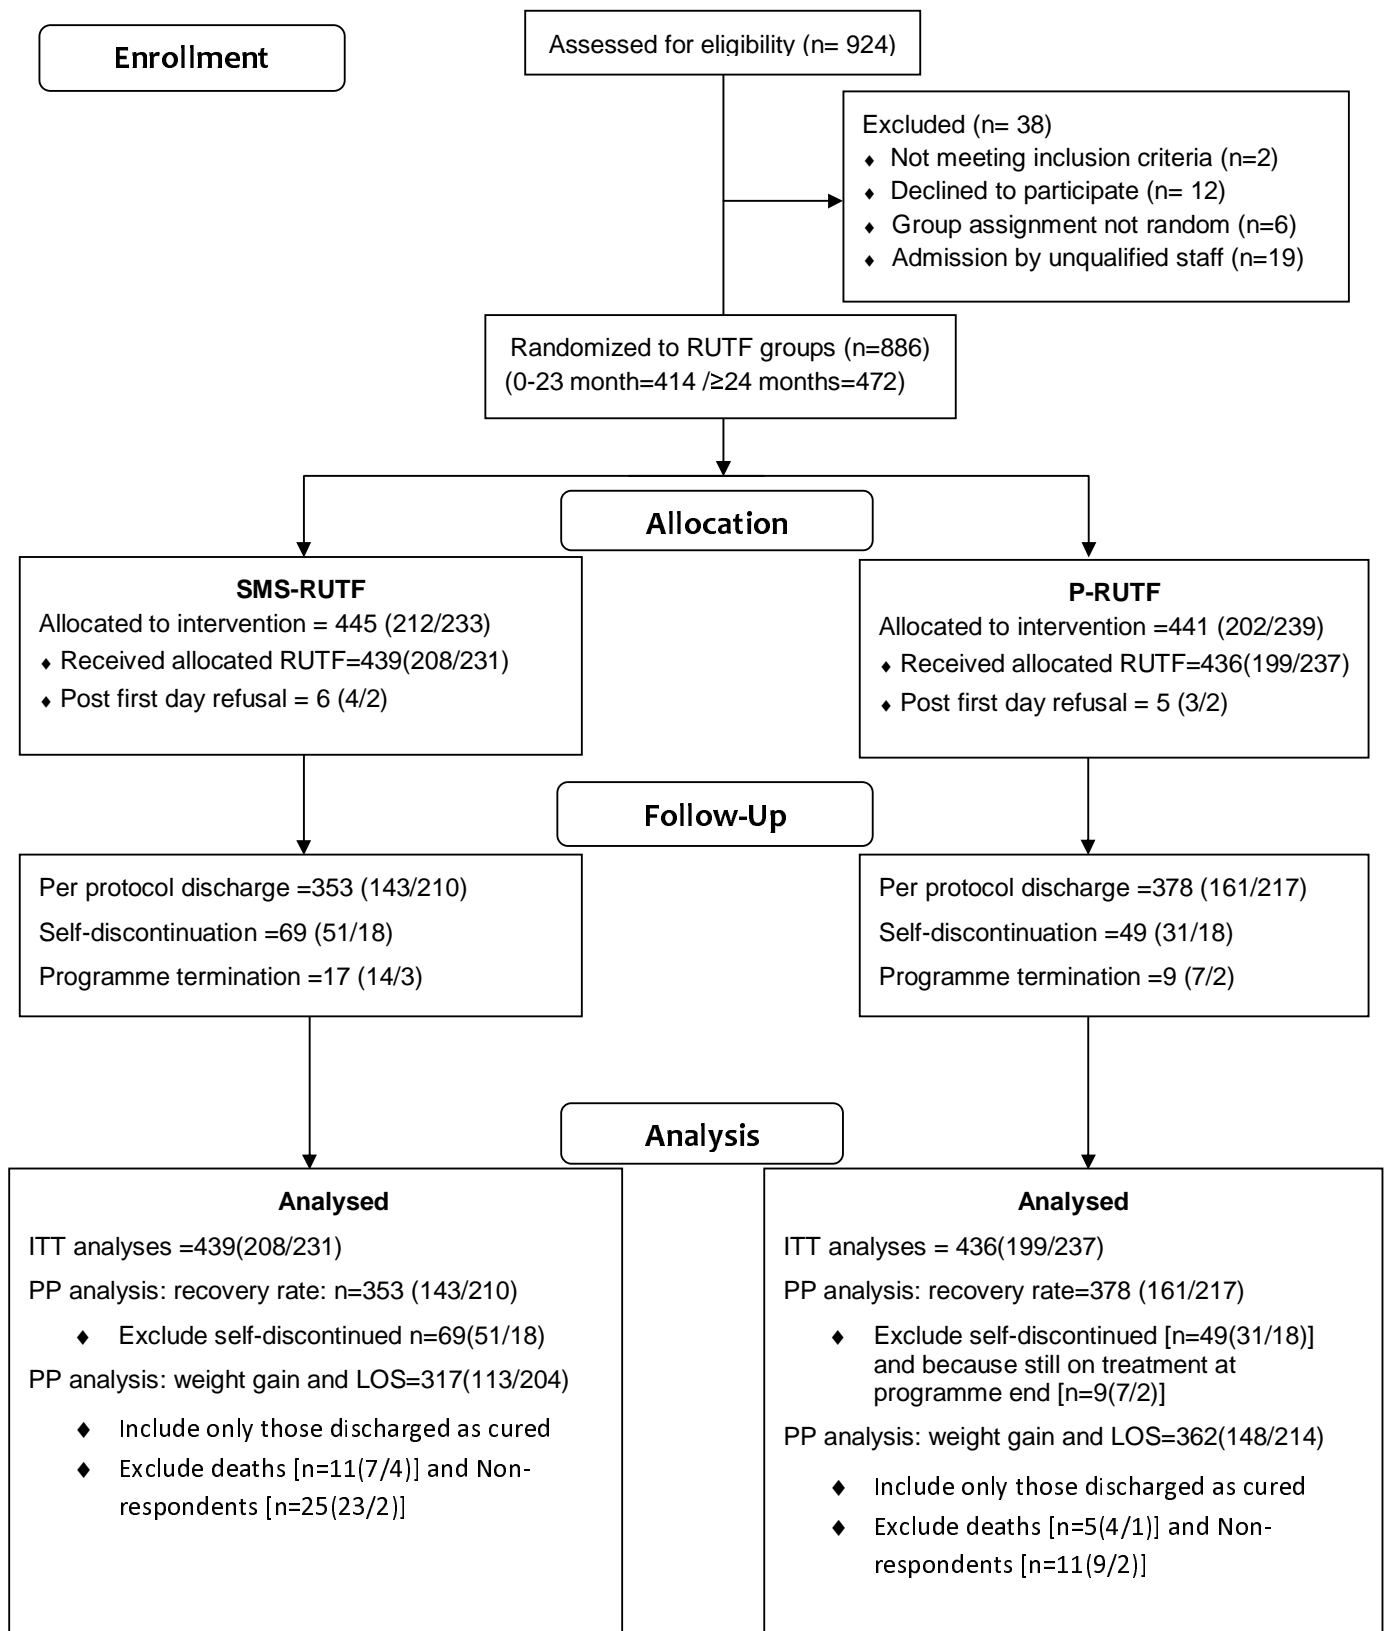 Enrollment
Assessed for eligibility (n= 924)
Excluded (n= 38)
♦ Not meeting inclusion criteria (n=2)
♦ Declined to participate (n= 12)
♦ Group assignment not random (n=6)
♦ Admission by unqualified staff (n=19)
Randomized to RUTF groups (n=886)
(0-23 month=414 /≥24 months=472)
Allocation
SMS-RUTF
Allocated to intervention = 445 (212/233)
♦ Received allocated RUTF=439(208/231)
♦ Post first day refusal = 6 (4/2)
P-RUTF
Allocated to intervention =441 (202/239)
♦ Received allocated RUTF=436(199/237)
♦ Post first day refusal = 5 (3/2)
Follow-Up
Per protocol discharge =353 (143/210)
Self-discontinuation =69 (51/18)
Programme termination =17 (14/3)
Per protocol discharge =378 (161/217)
Self-discontinuation =49 (31/18)
Programme termination =9 (7/2)
Analysis
Analysed
ITT analyses =439(208/231)
PP analysis: recovery rate: n=353 (143/210)
♦ Exclude self-discontinued n=69(51/18)
PP analysis: weight gain and LOS=317(113/204)
♦ Include only those discharged as cured
♦ Exclude deaths [n=11(7/4)] and Non-
respondents [n=25(23/2)]
Analysed
ITT analyses = 436(199/237)
PP analysis: recovery rate=378 (161/217)
♦ Exclude self-discontinued [n=49(31/18)]
and because still on treatment at
programme end [n=9(7/2)]
PP analysis: weight gain and LOS=362(148/214)
♦ Include only those discharged as cured
♦ Exclude deaths [n=5(4/1)] and Non-
respondents [n=11(9/2)]